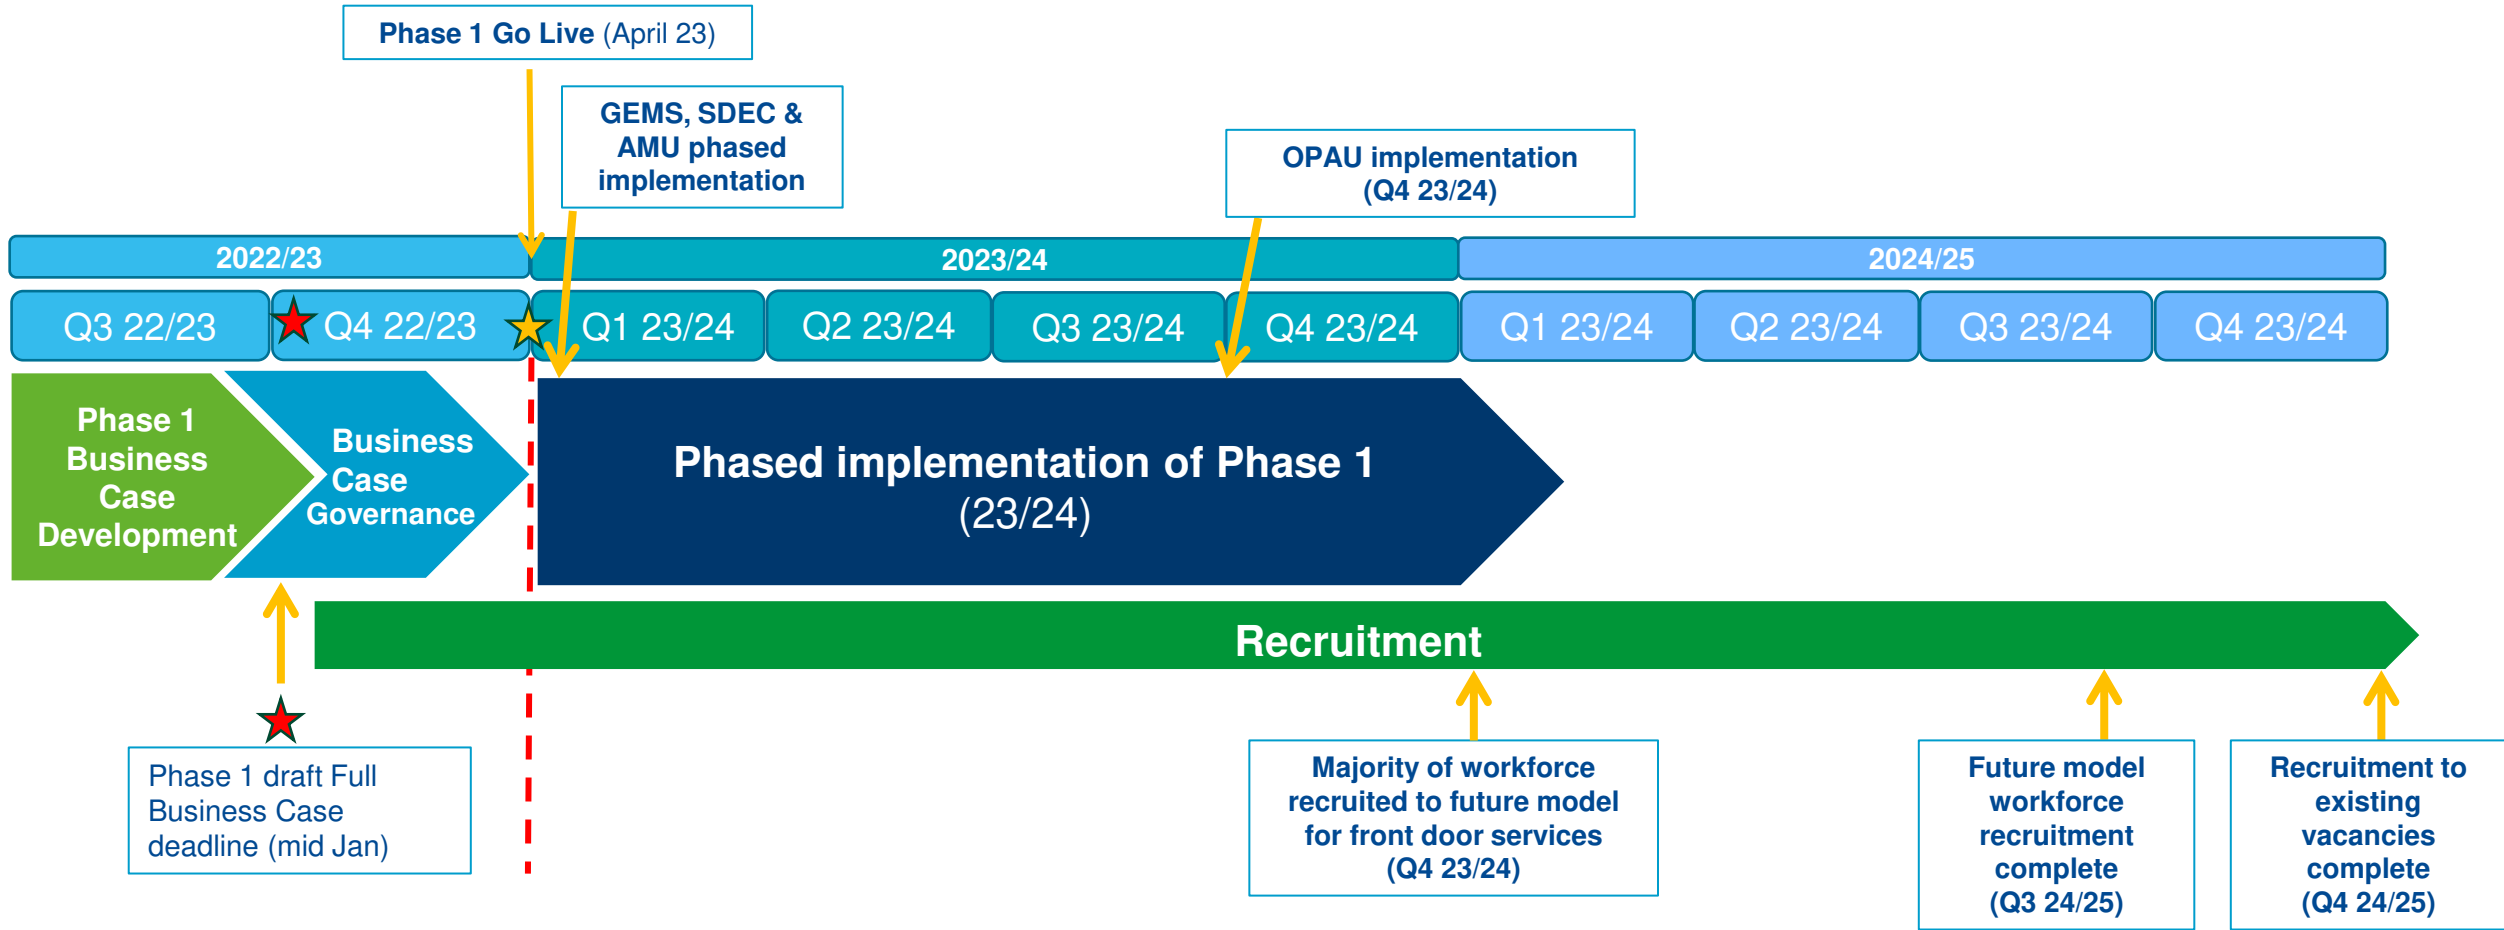 Phase 1 Go Live (April 23)
GEMS, SDEC &
AMU phased
implementation
OPAU implementation
(Q4 23/24)
2022/23
2023/24
2024/25
Q3 22/23
Q4 22/23
Q1 23/24
Q2 23/24
Q3 23/24
Q4 23/24
Q1 23/24
Q2 23/24
Q3 23/24
Q4 23/24
Phase 1
Business
Case
Development
Business
Case
Governance
Phased implementation of Phase 1
(23/24)
Recruitment
Phase 1 draft Full
Business Case
deadline (mid Jan)
Majority of workforce
recruited to future model
for front door services
(Q4 23/24)
Future model
workforce
recruitment
complete
(Q3 24/25)
Recruitment to
existing
vacancies
complete
(Q4 24/25)